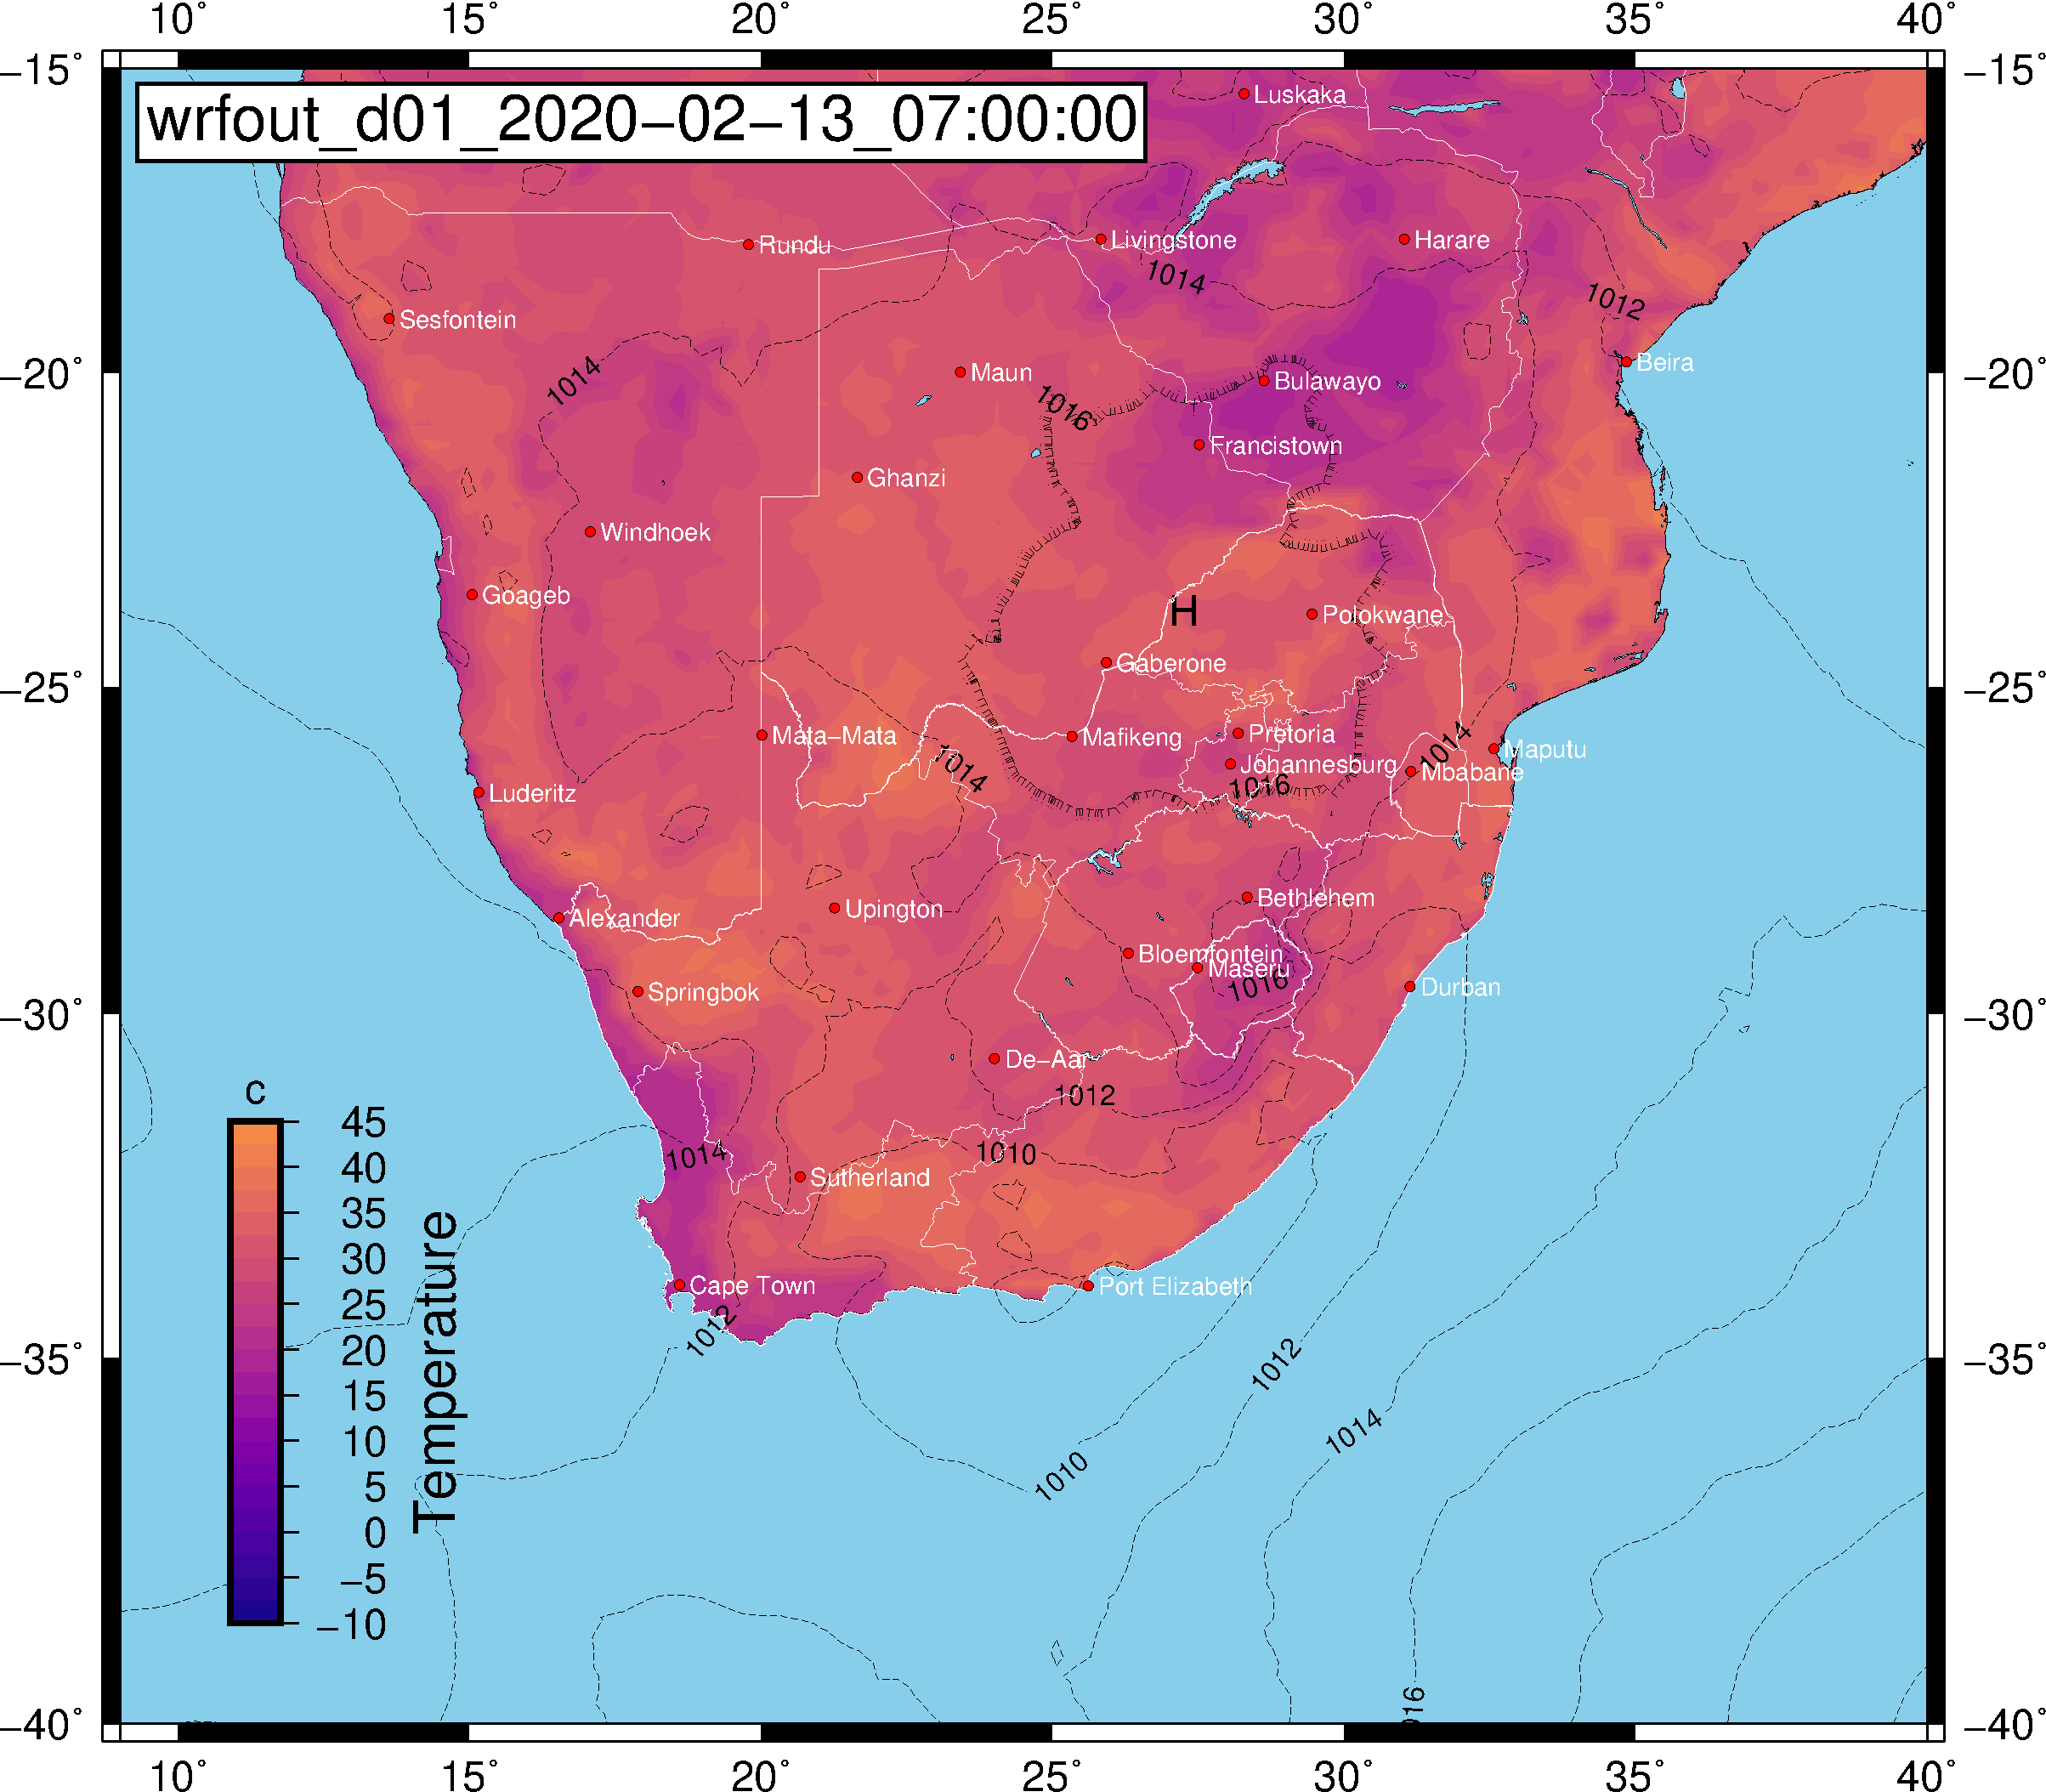 10° 15° 20° 25° 30° 35° 40°
−15° −15°
wrfout_d01_2020−02−13_07:00:00
Luskaka
Rundu
Livingstone
Harare
1014
1012
Sesfontein
−20° −20°
1014
Maun
Bulawayo
Beira
1016
Francistown
Ghanzi
Windhoek
Goageb
H
Polokwane
Gaberone
−25° −25°
Mata−Mata
Mafikeng
Pretoria
1014
Maputu
1014
Johannesburg
Mbabane
1016
Luderitz
Bethlehem
Alexander
Upington
Bloemfontein
Maseru
1016
Springbok
Durban
−30° −30°
De−Aar
1012
1014
1010
Sutherland
Cape Town
Port Elizabeth
1012
−35° −35°
1012
1014
1010
016
c
45
40
35
30
25
20
15
10
5
0
−5
−10
Temperature
−40° −40°
10° 15° 20° 25° 30° 35° 40°